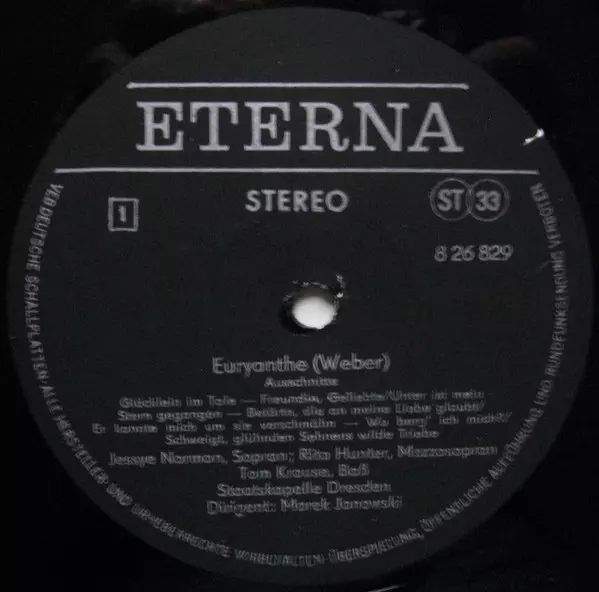 ETERNA
1
STEREO
ST 33
8 26 829
Euryanthe (Weber)
Ausschnitte
Glöcklein im Tale — Freundin, Geliebte/Unter ist mein
Stern gegangen — Betörte, die an meine Liebe glaubt/
Er konnte mich um sie verschmähn — Wo berg' ich mich?/
Schweigt, glühnden Sehnens wilde Triebe
Jessye Norman, Sopran; Rita Hunter, Mezzosopran
Tom Krause, Baß
Staatskapelle Dresden
Dirigent: Marek Janowski
VEB DEUTSCHE SCHALLPLATTEN · ALLE HERSTELLER- UND URHEBERRECHTE VORBEHALTEN · ÜBERSPIELUNG, ÖFFENTLICHE AUFFÜHRUNG UND RUNDFUNKSENDUNG VERBOTEN